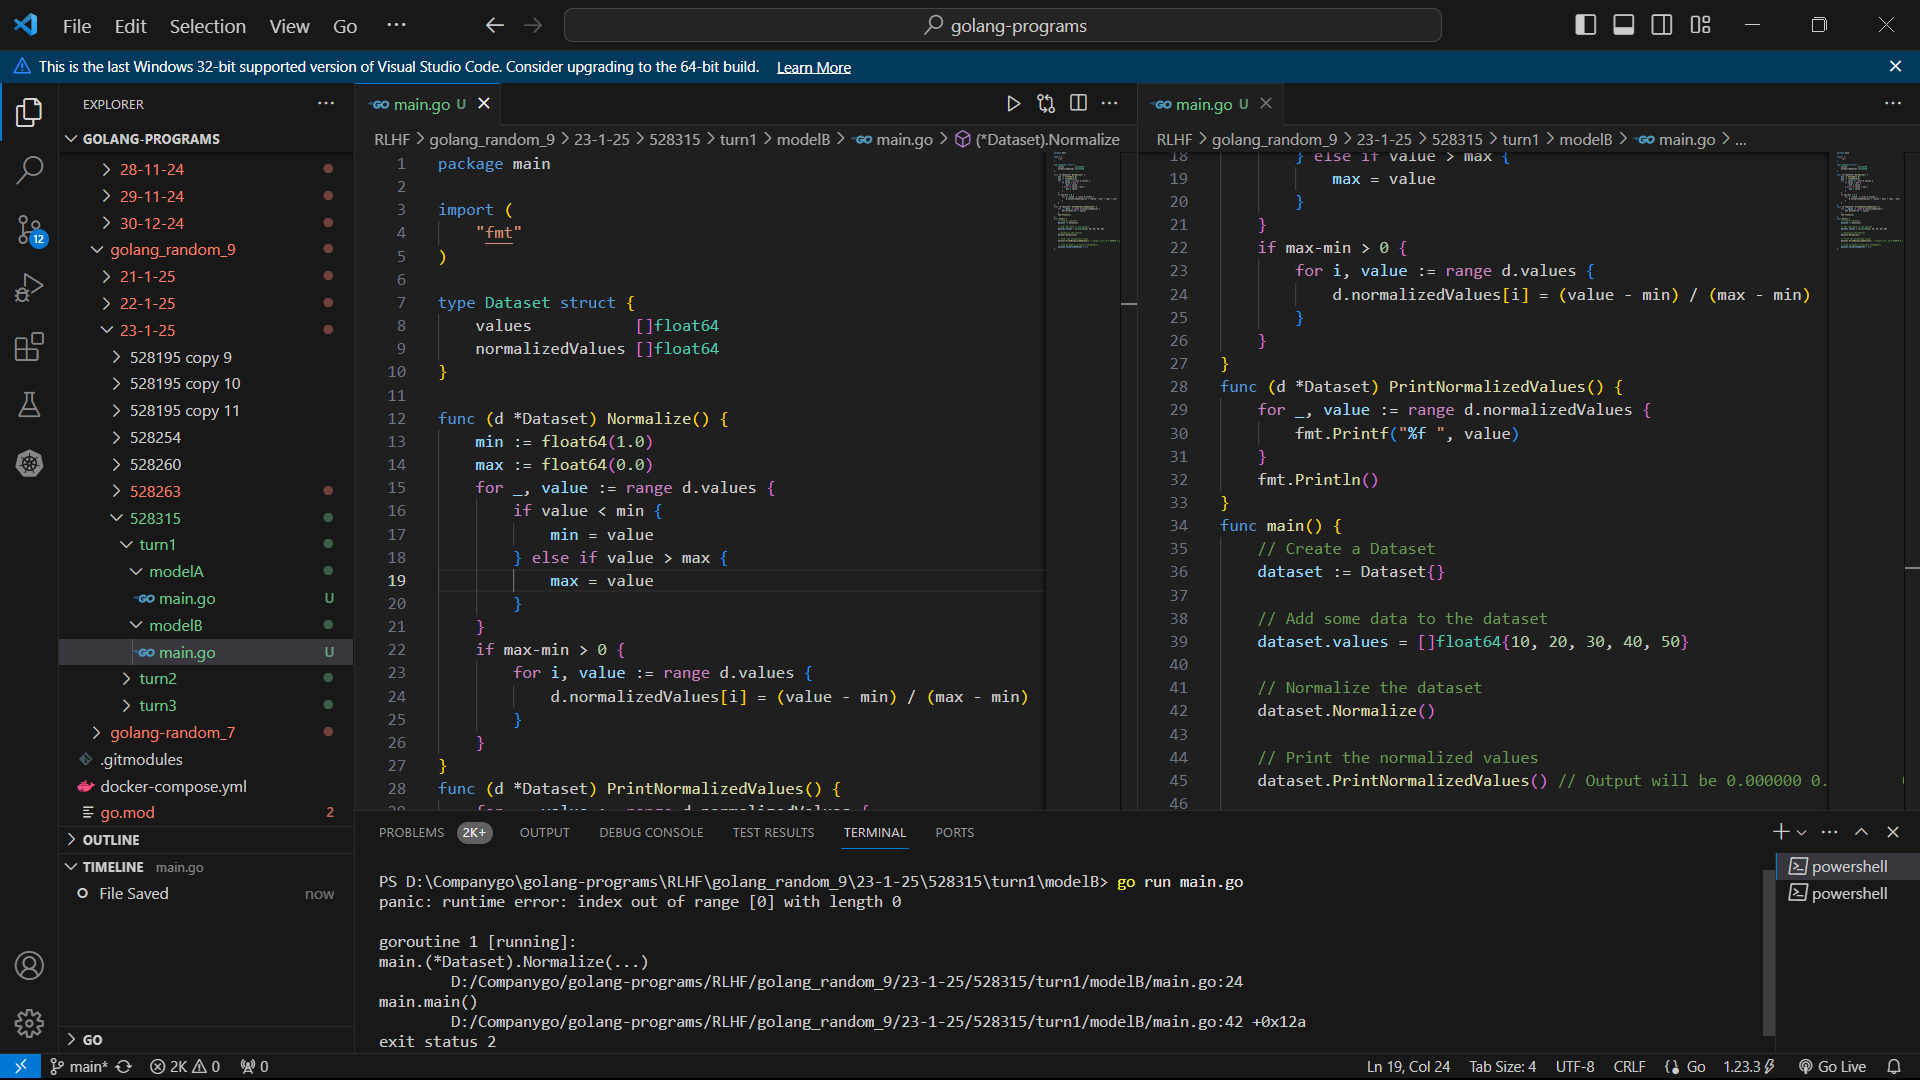 File Edit Selection View Go ···
golang-programs
This is the last Windows 32-bit supported version of Visual Studio Code. Consider upgrading to the 64-bit build. Learn More
EXPLORER
GOLANG-PROGRAMS
28-11-24
29-11-24
30-12-24
golang_random_9
21-1-25
22-1-25
23-1-25
528195 copy 9
528195 copy 10
528195 copy 11
528254
528260
528263
528315
turn1
modelA
main.go U
modelB
main.go U
turn2
turn3
golang-random_7
.gitmodules
docker-compose.yml
go.mod 2
OUTLINE
TIMELINE main.go
File Saved now
GO
12
main.go U
RLHF > golang_random_9 > 23-1-25 > 528315 > turn1 > modelB > main.go > (*Dataset).Normalize
1 package main
2
3 import (
4 "fmt"
5 )
6
7 type Dataset struct {
8 values []float64
9 normalizedValues []float64
10 }
11
12 func (d *Dataset) Normalize() {
13 min := float64(1.0)
14 max := float64(0.0)
15 for _, value := range d.values {
16 if value < min {
17 min = value
18 } else if value > max {
19 max = value
20 }
21 }
22 if max-min > 0 {
23 for i, value := range d.values {
24 d.normalizedValues[i] = (value - min) / (max - min)
25 }
26 }
27 }
28 func (d *Dataset) PrintNormalizedValues() {
29 for _, value := range d.normalizedValues {
main.go U
RLHF > golang_random_9 > 23-1-25 > 528315 > turn1 > modelB > main.go > ...
18 } else if value > max {
19 max = value
20 }
21 }
22 if max-min > 0 {
23 for i, value := range d.values {
24 d.normalizedValues[i] = (value - min) / (max - min)
25 }
26 }
27 }
28 func (d *Dataset) PrintNormalizedValues() {
29 for _, value := range d.normalizedValues {
30 fmt.Printf("%f ", value)
31 }
32 fmt.Println()
33 }
34 func main() {
35 // Create a Dataset
36 dataset := Dataset{}
37
38 // Add some data to the dataset
39 dataset.values = []float64{10, 20, 30, 40, 50}
40
41 // Normalize the dataset
42 dataset.Normalize()
43
44 // Print the normalized values
45 dataset.PrintNormalizedValues() // Output will be 0.000000 0.
46
PROBLEMS 2K+ OUTPUT DEBUG CONSOLE TEST RESULTS TERMINAL PORTS
PS D:\Companygo\golang-programs\RLHF\golang_random_9\23-1-25\528315\turn1\modelB> go run main.go
panic: runtime error: index out of range [0] with length 0
goroutine 1 [running]:
main.(*Dataset).Normalize(...)
D:/Companygo/golang-programs/RLHF/golang_random_9/23-1-25/528315/turn1/modelB/main.go:24
main.main()
D:/Companygo/golang-programs/RLHF/golang_random_9/23-1-25/528315/turn1/modelB/main.go:42 +0x12a
exit status 2
powershell
powershell
main* 2K 0 0
Ln 19, Col 24 Tab Size: 4 UTF-8 CRLF Go 1.23.3 Go Live